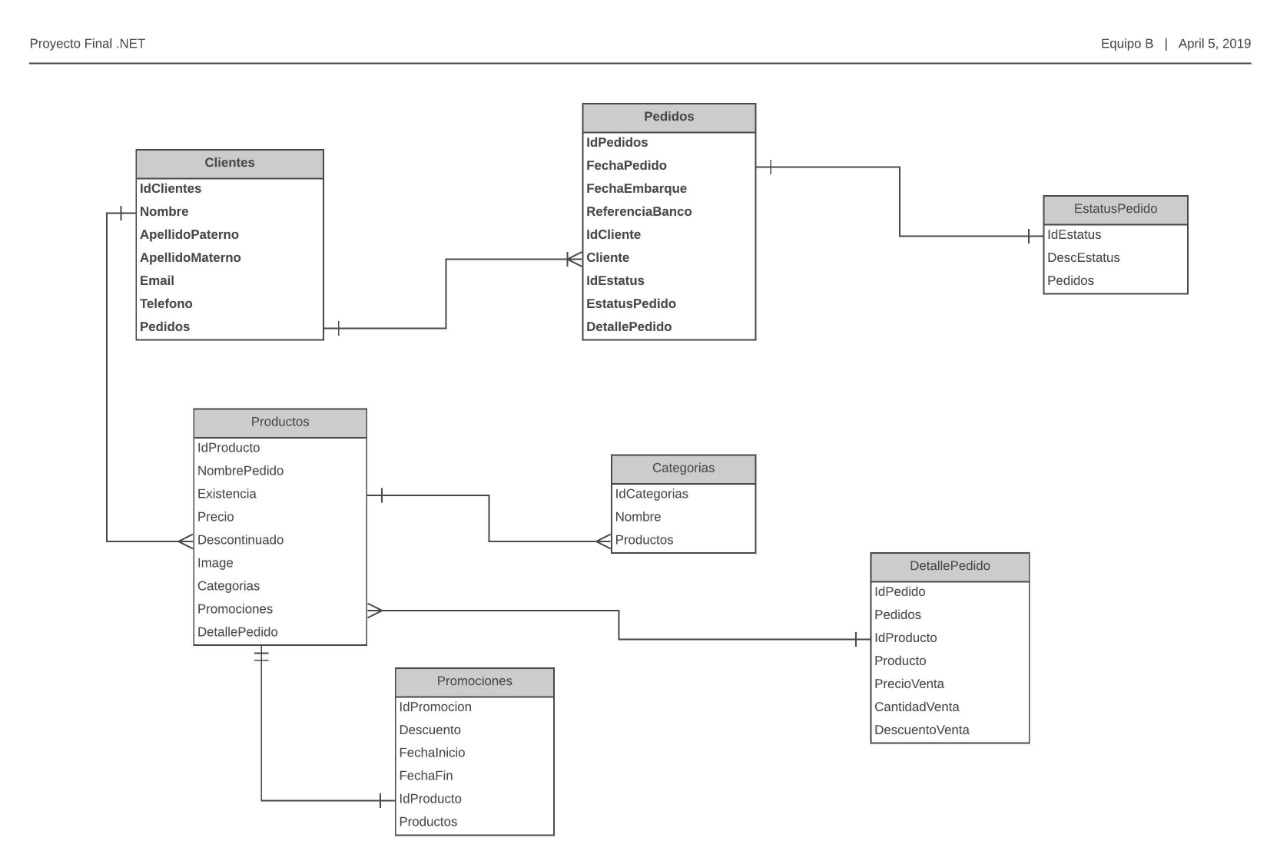 Proyecto Final .NET
Equipo B | April 5, 2019
Pedidos
IdPedidos
FechaPedido
FechaEmbarque
ReferenciaBanco
IdCliente
Cliente
IdEstatus
EstatusPedido
DetallePedido
Clientes
IdClientes
Nombre
ApellidoPaterno
ApellidoMaterno
Email
Telefono
Pedidos
EstatusPedido
IdEstatus
DescEstatus
Pedidos
Productos
IdProducto
NombrePedido
Existencia
Precio
Descontinuado
Image
Categorias
Promociones
DetallePedido
Categorias
IdCategorias
Nombre
Productos
DetallePedido
IdPedido
Pedidos
IdProducto
Producto
PrecioVenta
CantidadVenta
DescuentoVenta
Promociones
IdPromocion
Descuento
FechaInicio
FechaFin
IdProducto
Productos